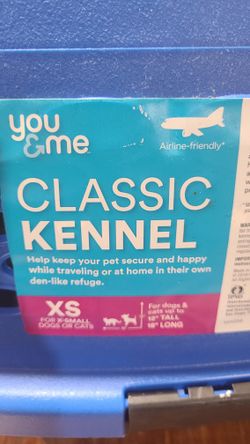 you
&me
Airline-friendly*
CLASSIC
KENNEL
Help keep your pet secure and happy
while traveling or at home in their own
den-like refuge.
XS
FOR X-SMALL
DOGS OR CATS
For dogs &
cats up to
12" TALL
18" LONG